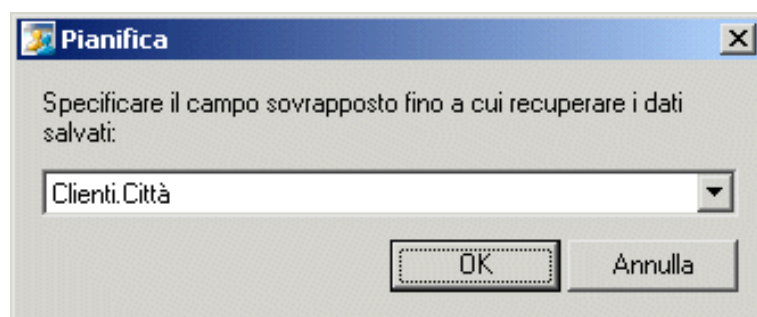 Pianifica
Specificare il campo sovrapposto fino a cui recuperare i dati
salvati:
Clienti.Città
OK
Annulla